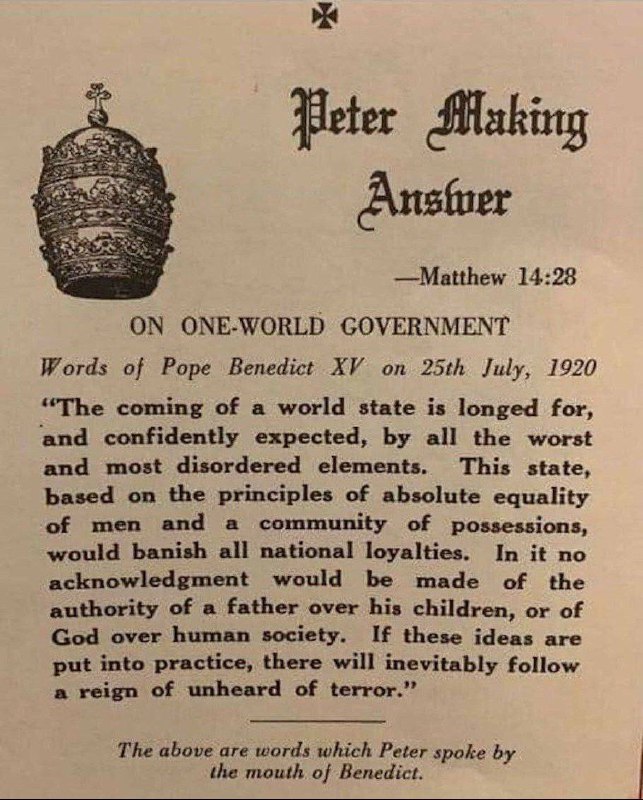 Peter Making
Answer
—Matthew 14:28
ON ONE-WORLD GOVERNMENT
Words of Pope Benedict XV on 25th July, 1920
“The coming of a world state is longed for,
and confidently expected, by all the worst
and most disordered elements. This state,
based on the principles of absolute equality
of men and a community of possessions,
would banish all national loyalties. In it no
acknowledgment would be made of the
authority of a father over his children, or of
God over human society. If these ideas are
put into practice, there will inevitably follow
a reign of unheard of terror.”
The above are words which Peter spoke by
the mouth of Benedict.